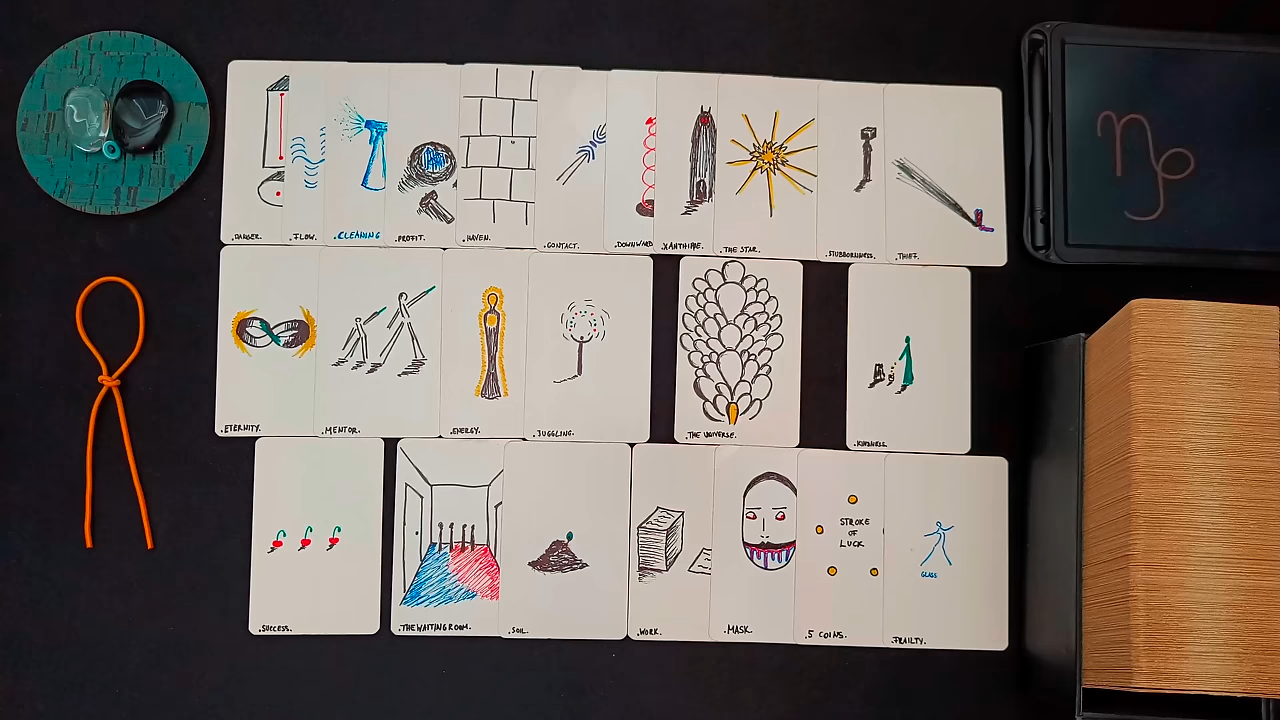 .DANGER.
.FLOW.
.CLEANING
.PROFIT.
.HAVEN.
.CONTACT.
.DOWNWARD
.XANTHIPPE.
.THE STAR.
.STUBBORNNESS.
.THIEF.
.ETERNITY.
.MENTOR.
.ENERGY.
.JUGGLING.
.THE UNIVERSE.
.KINDNESS.
.SUCCESS.
.THE WAITING ROOM.
.SOIL.
.WORK.
.MASK.
STROKE
OF
LUCK
.5 COINS.
GLASS
.FRAILTY.